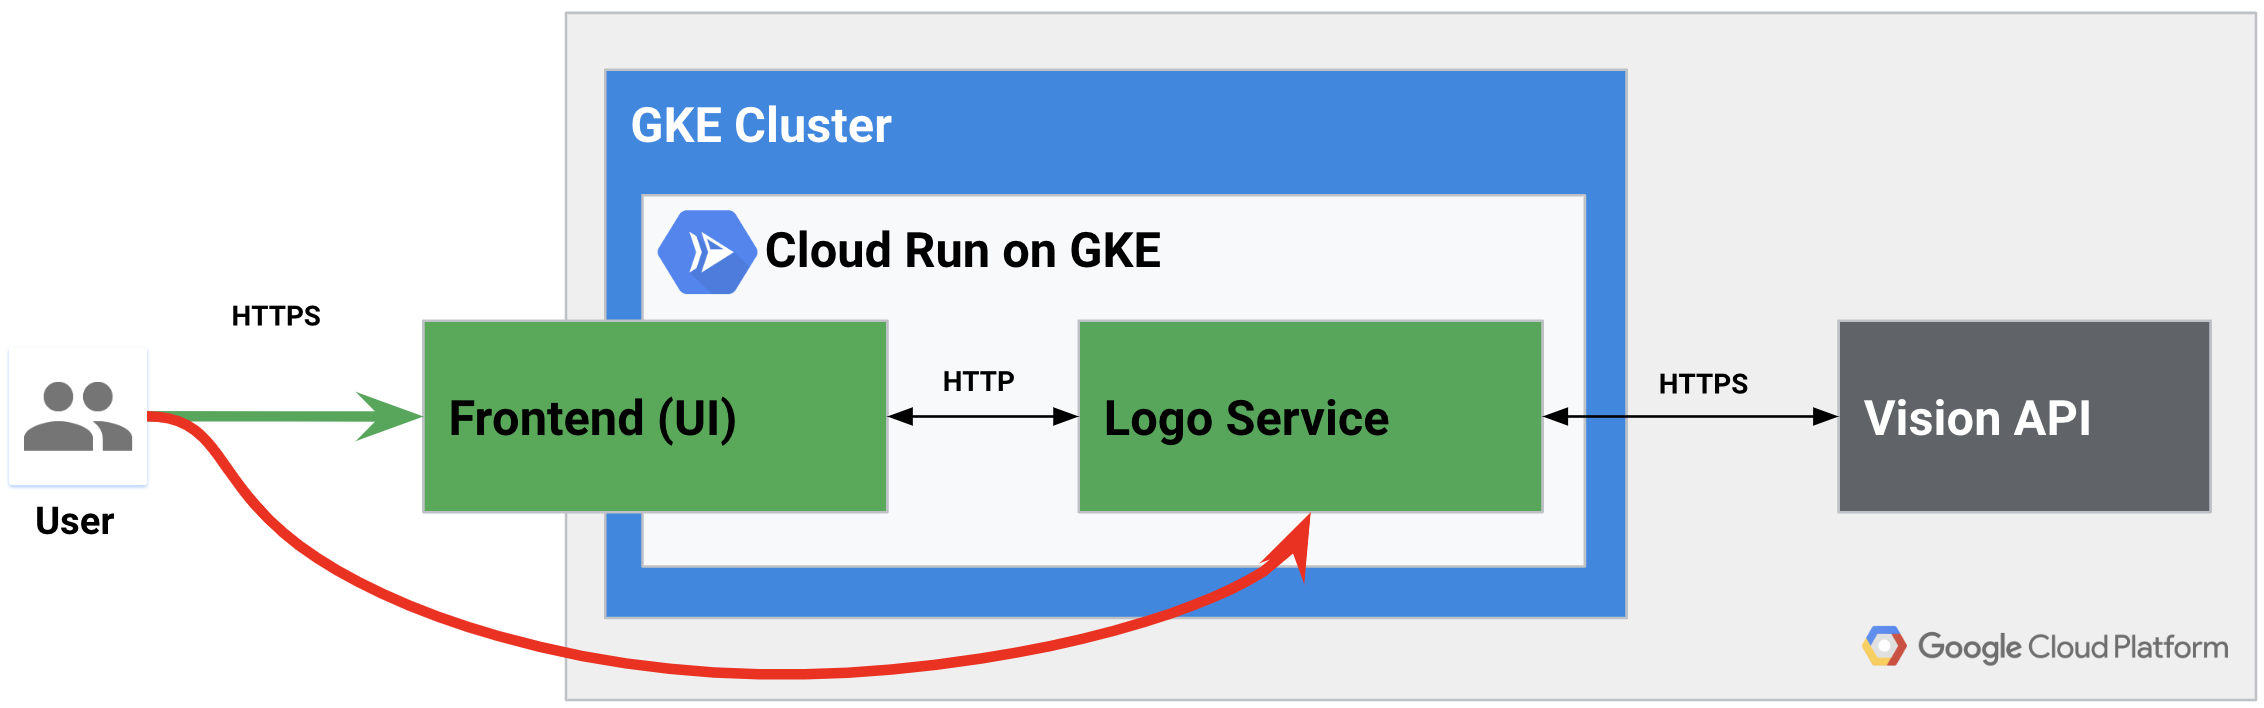 GKE Cluster
Cloud Run on GKE
HTTPS
User
Frontend (UI)
HTTP
Logo Service
HTTPS
Vision API
Google Cloud Platform